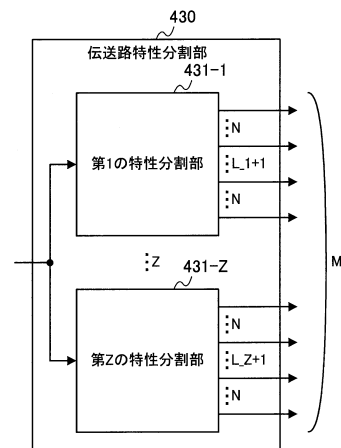 430
伝送路特性分割部
431-1
第1の特性分割部
⋮N
⋮L_1+1
⋮N
⋮Z
M
431-Z
第Zの特性分割部
⋮N
⋮L_Z+1
⋮N